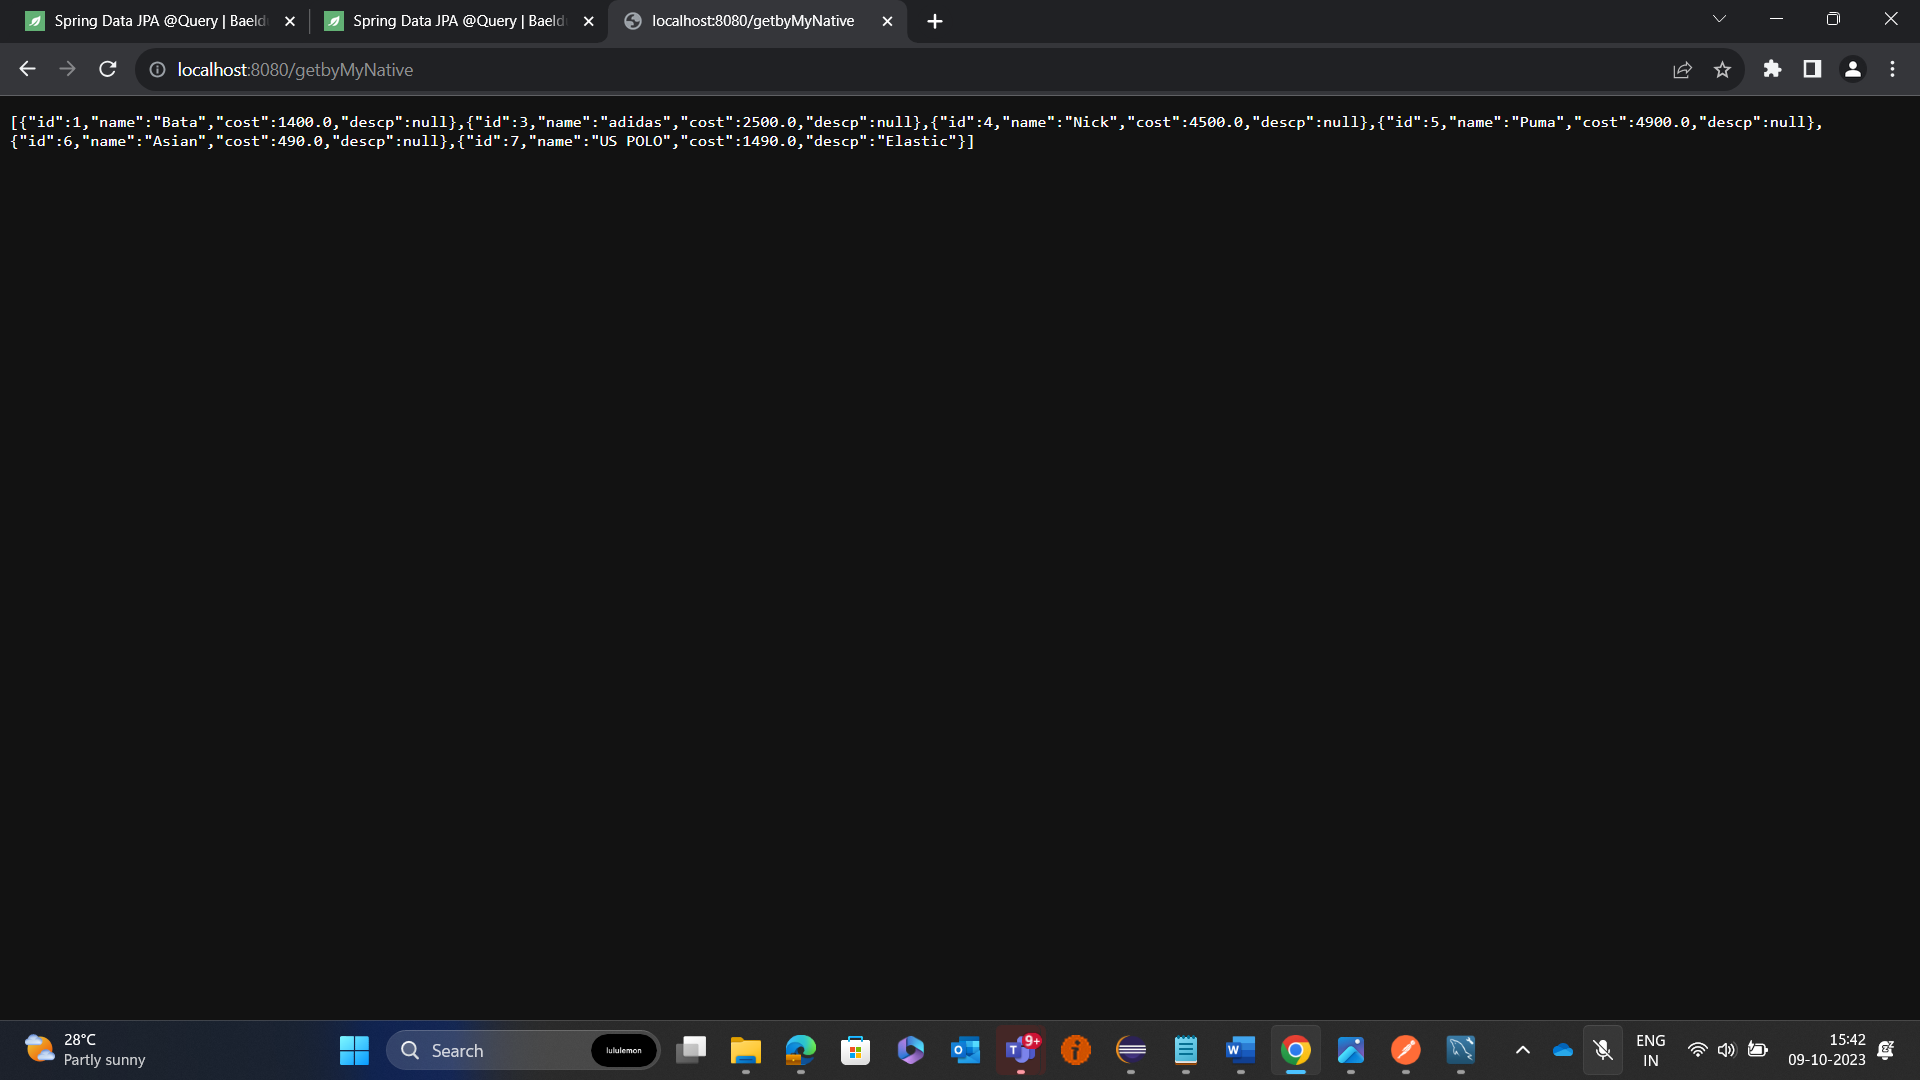 Spring Data JPA @Query | Baeld
Spring Data JPA @Query | Baeld
localhost:8080/getbyMyNative
localhost:8080/getbyMyNative
[{"id":1,"name":"Bata","cost":1400.0,"descp":null},{"id":3,"name":"adidas","cost":2500.0,"descp":null},{"id":4,"name":"Nick","cost":4500.0,"descp":null},{"id":5,"name":"Puma","cost":4900.0,"descp":null},
{"id":6,"name":"Asian","cost":490.0,"descp":null},{"id":7,"name":"US POLO","cost":1490.0,"descp":"Elastic"}]
28°C
Partly sunny
Search
lululemon
9+
ENG
IN
15:42
09-10-2023